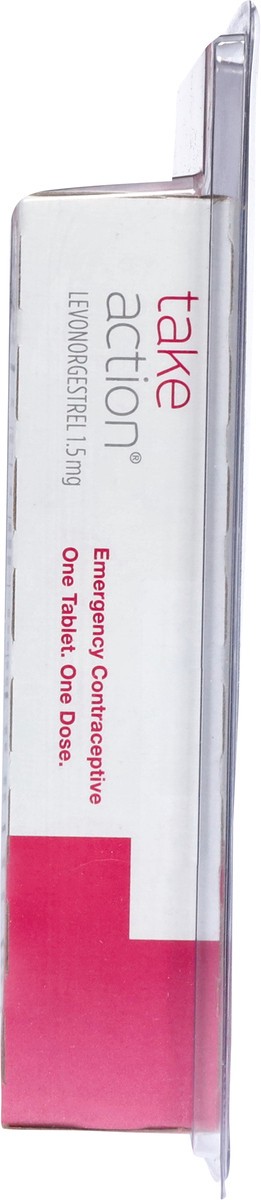 take
action®
LEVONORGESTREL 1.5 mg
Emergency Contraceptive
One Tablet. One Dose.